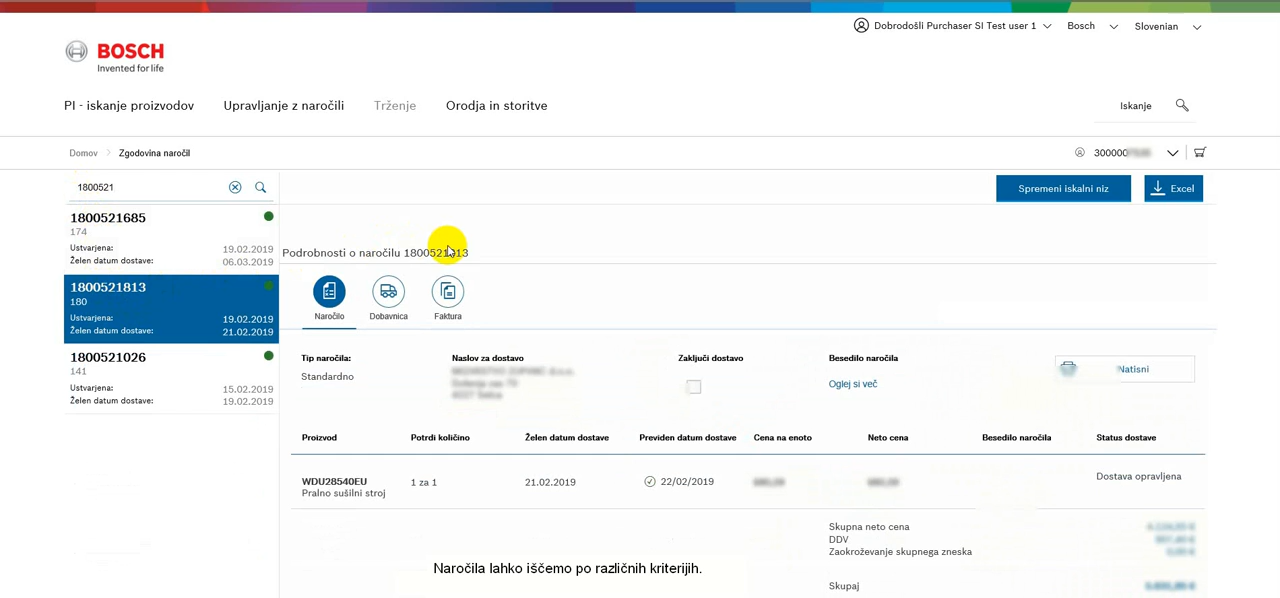 Dobrodošli Purchaser SI Test user 1
Bosch
Slovenian
BOSCH
Invented for life
PI - iskanje proizvodov
Upravljanje z naročili
Trženje
Orodja in storitve
Iskanje
Domov
Zgodovina naročil
300000
1800521
Spremeni iskalni niz
Excel
1800521685
174
Ustvarjena: 19.02.2019
Želen datum dostave: 06.03.2019
1800521813
180
Ustvarjena: 19.02.2019
Želen datum dostave: 21.02.2019
1800521026
141
Ustvarjena: 15.02.2019
Želen datum dostave: 19.02.2019
Podrobnosti o naročilu 1800521813
Naročilo
Dobavnica
Faktura
Tip naročila:
Standardno
Naslov za dostavo
Zaključi dostavo
Besedilo naročila
Oglej si več
Natisni
Proizvod Potrdi količino Želen datum dostave Previden datum dostave Cena na enoto Neto cena Besedilo naročila Status dostave
WDU28540EU 1 za 1 21.02.2019 22/02/2019 Dostava opravljena
Pralno sušilni stroj
Skupna neto cena
DDV
Zaokroževanje skupnega zneska
Skupaj
Naročila lahko iščemo po različnih kriterijih.